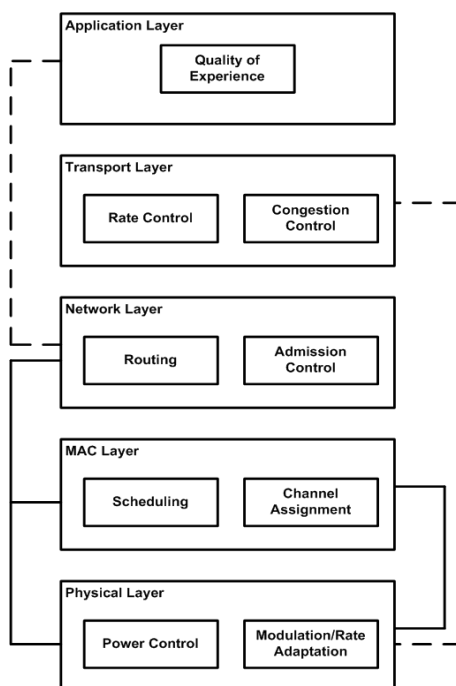 Application Layer
Quality of
Experience
Transport Layer
Rate Control
Congestion
Control
Network Layer
Routing
Admission
Control
MAC Layer
Scheduling
Channel
Assignment
Physical Layer
Power Control
Modulation/Rate
Adaptation